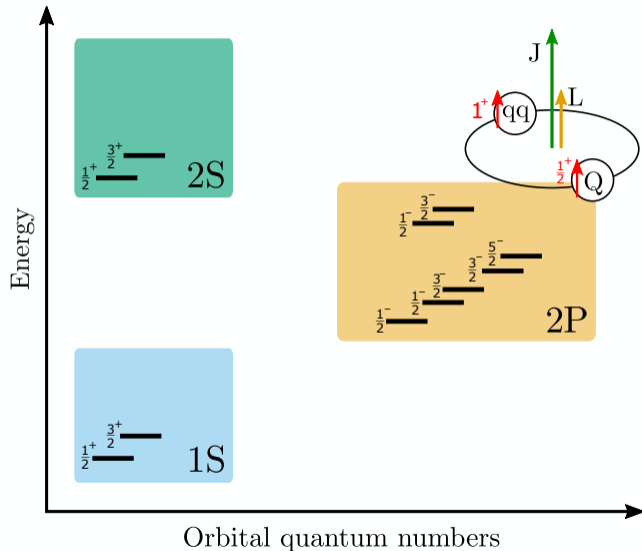 Energy
3/2⁺
1/2⁺
2S
J
L
1⁺
qq
1/2⁺
Q
3/2⁻
1/2⁻
5/2⁻
3/2⁻
3/2⁻
1/2⁻
1/2⁻
2P
3/2⁺
1/2⁺
1S
Orbital quantum numbers